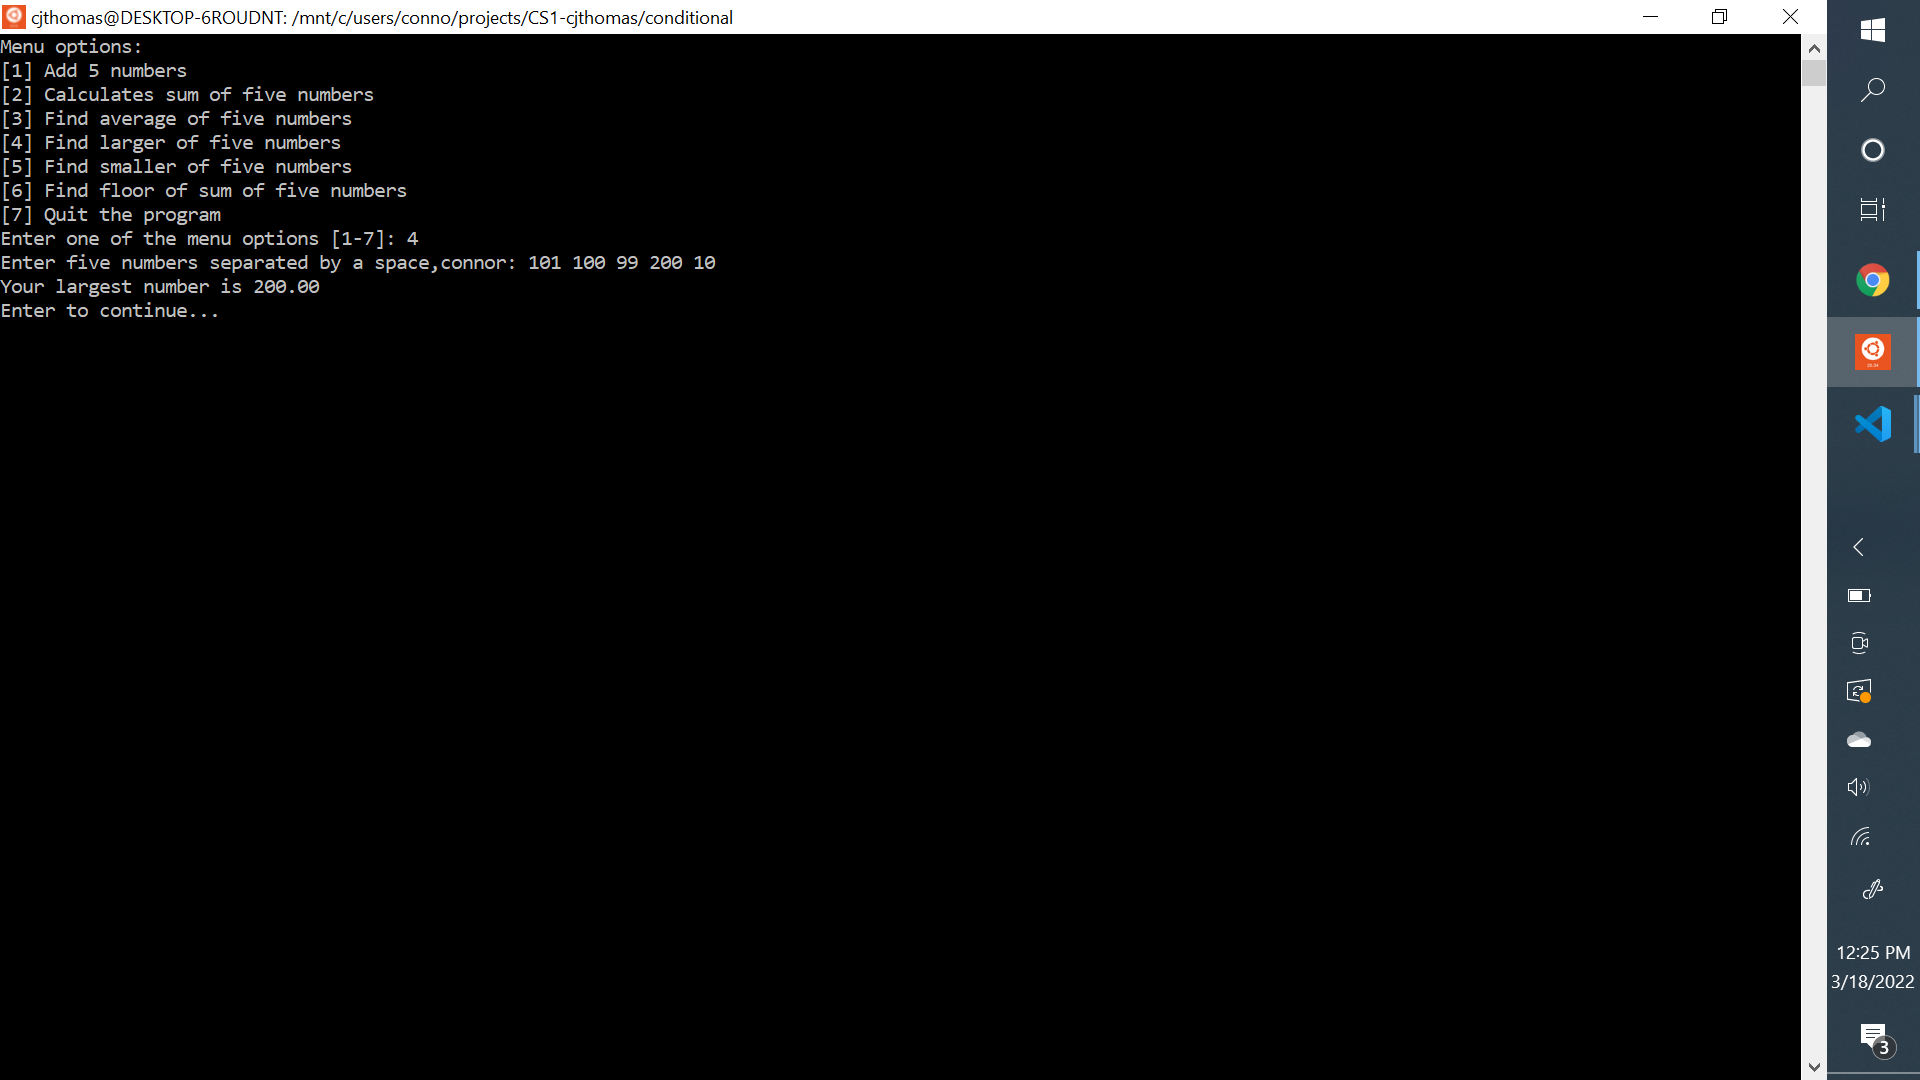 cjthomas@DESKTOP-6ROUDNT: /mnt/c/users/conno/projects/CS1-cjthomas/conditional
Menu options:
[1] Add 5 numbers
[2] Calculates sum of five numbers
[3] Find average of five numbers
[4] Find larger of five numbers
[5] Find smaller of five numbers
[6] Find floor of sum of five numbers
[7] Quit the program
Enter one of the menu options [1-7]: 4
Enter five numbers separated by a space,connor: 101 100 99 200 10
Your largest number is 200.00
Enter to continue...
12:25 PM
3/18/2022
3